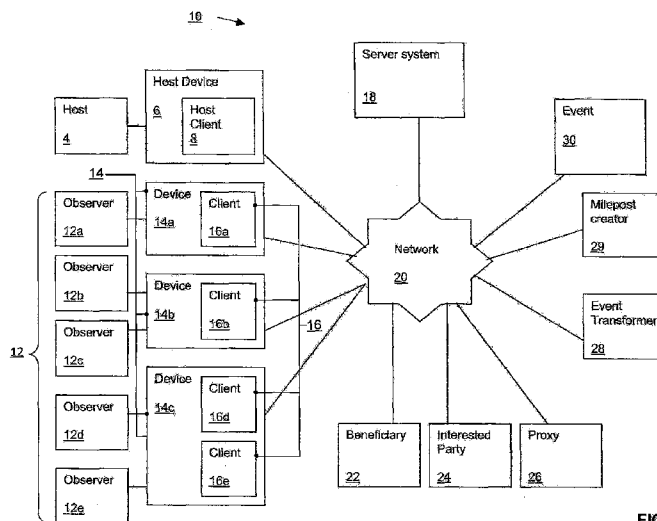 10
Server system
18
Host Device
6
Host
Client
8
Host
4
Event
30
14
Device
14a
Client
16a
Observer
12a
Milepost
creator
29
Network
20
Observer
12b
Device
14b
Client
16b
16
Observer
12c
Event
Transformer
28
12
Device
14c
Client
16d
Observer
12d
Client
16e
Observer
12e
Beneficiary
22
Interested
Party
24
Proxy
26
FIG